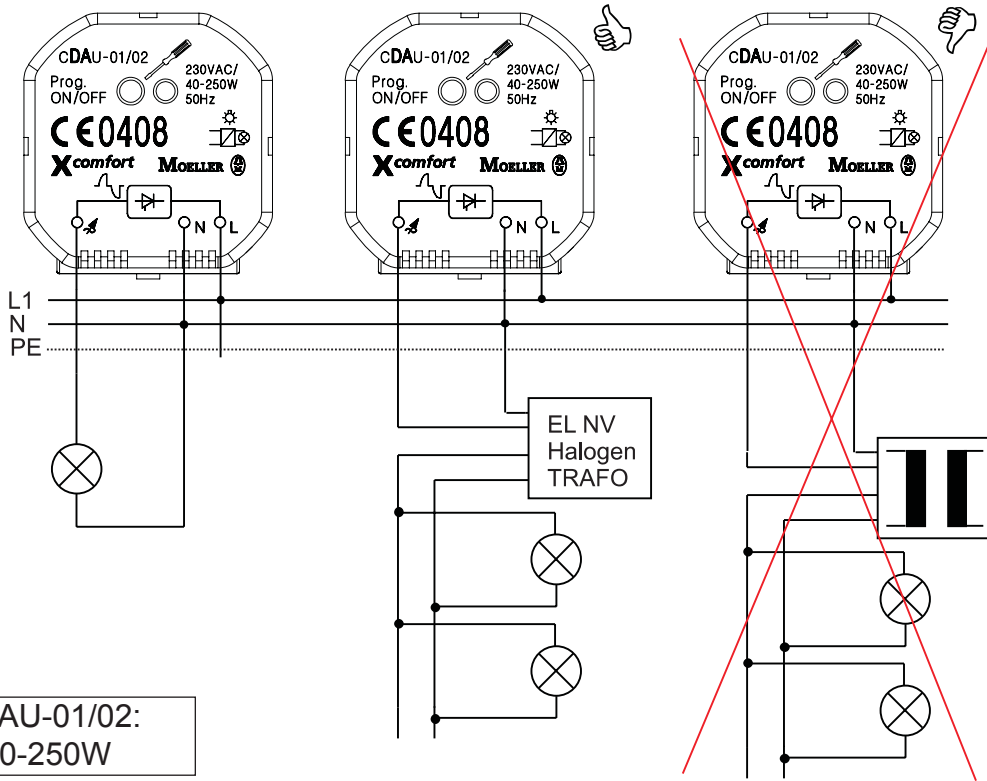 CDAU-01/02
Prog.
ON/OFF
230VAC/
40-250W
50Hz
CE0408
Xcomfort MOELLER
N L
CDAU-01/02
Prog.
ON/OFF
230VAC/
40-250W
50Hz
CE0408
Xcomfort MOELLER
N L
CDAU-01/02
Prog.
ON/OFF
230VAC/
40-250W
50Hz
CE0408
Xcomfort MOELLER
N L
L1
N
PE
EL NV
Halogen
TRAFO
AU-01/02:
0-250W